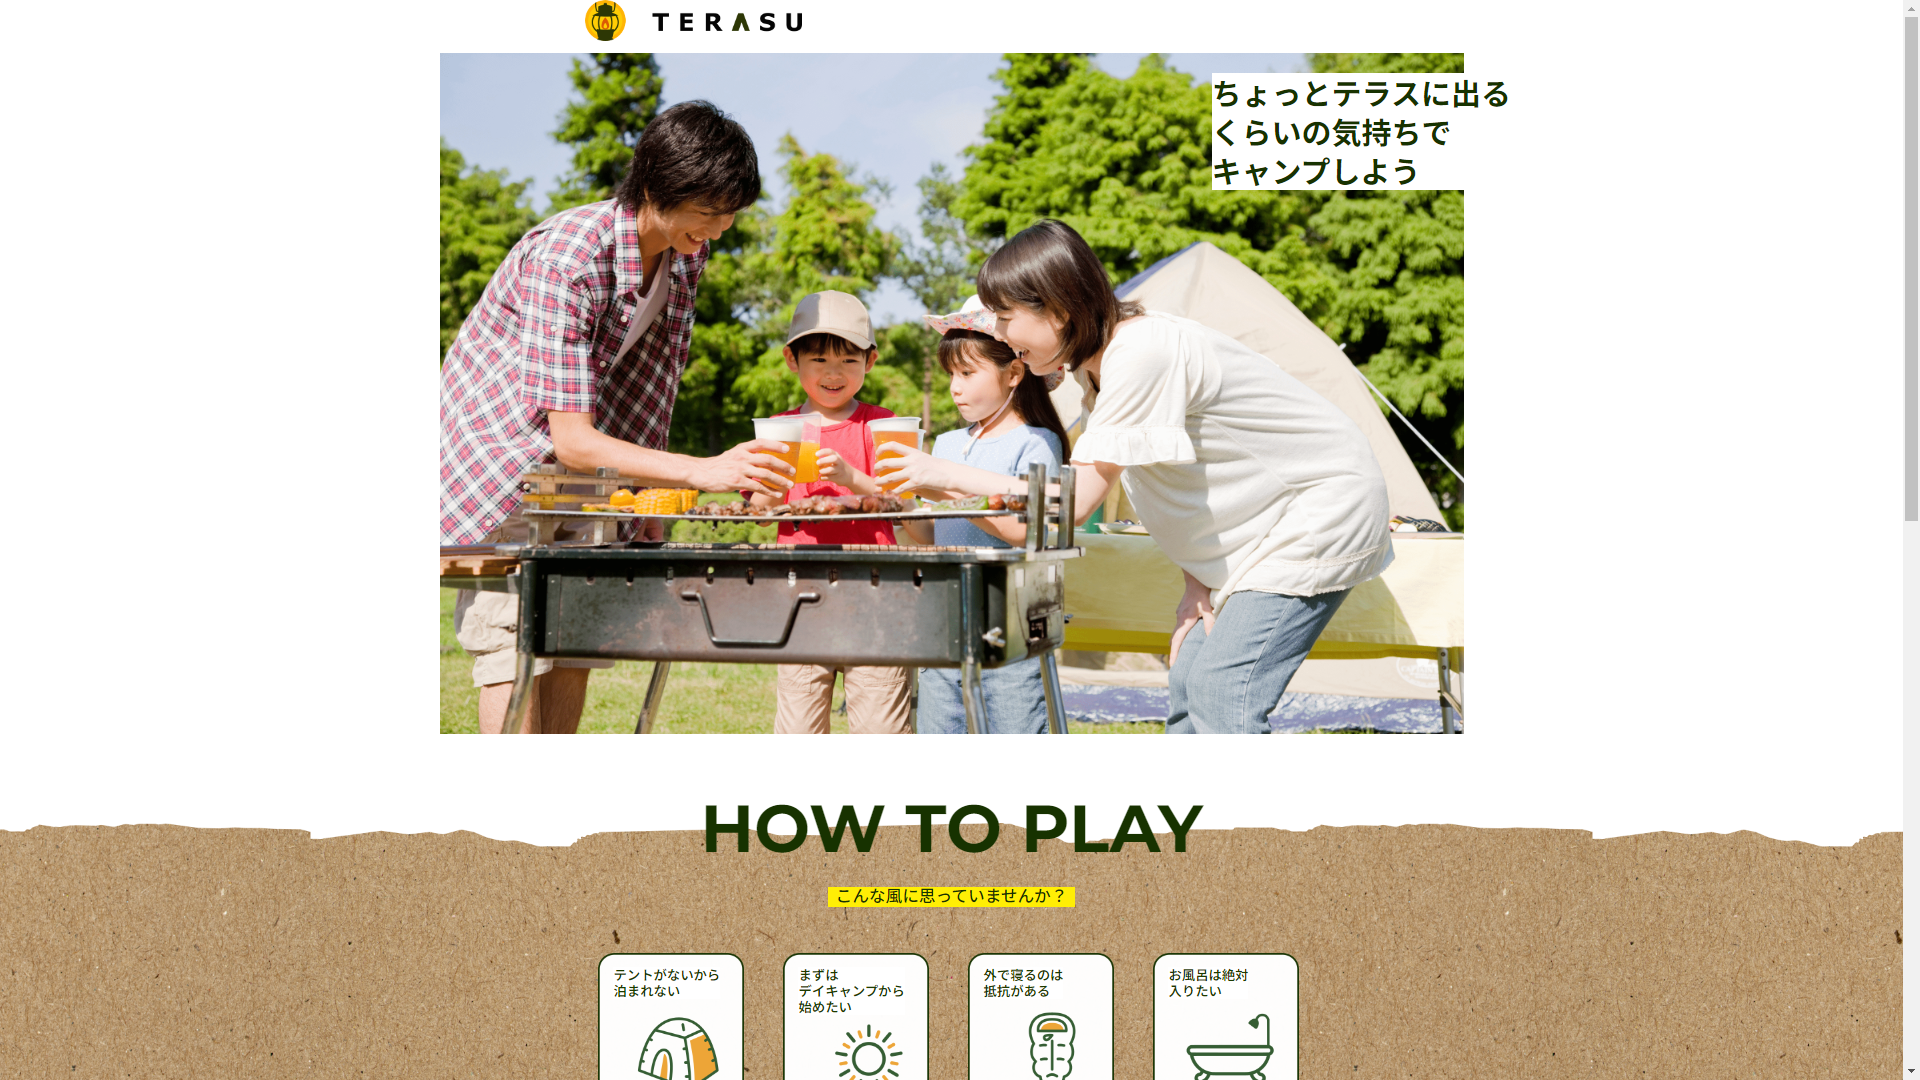 TERASU
ちょっとテラスに出る
くらいの気持ちで
キャンプしよう
HOW TO PLAY
こんな風に思っていませんか？
テントがないから
泊まれない
まずは
デイキャンプから
始めたい
外で寝るのは
抵抗がある
お風呂は絶対
入りたい